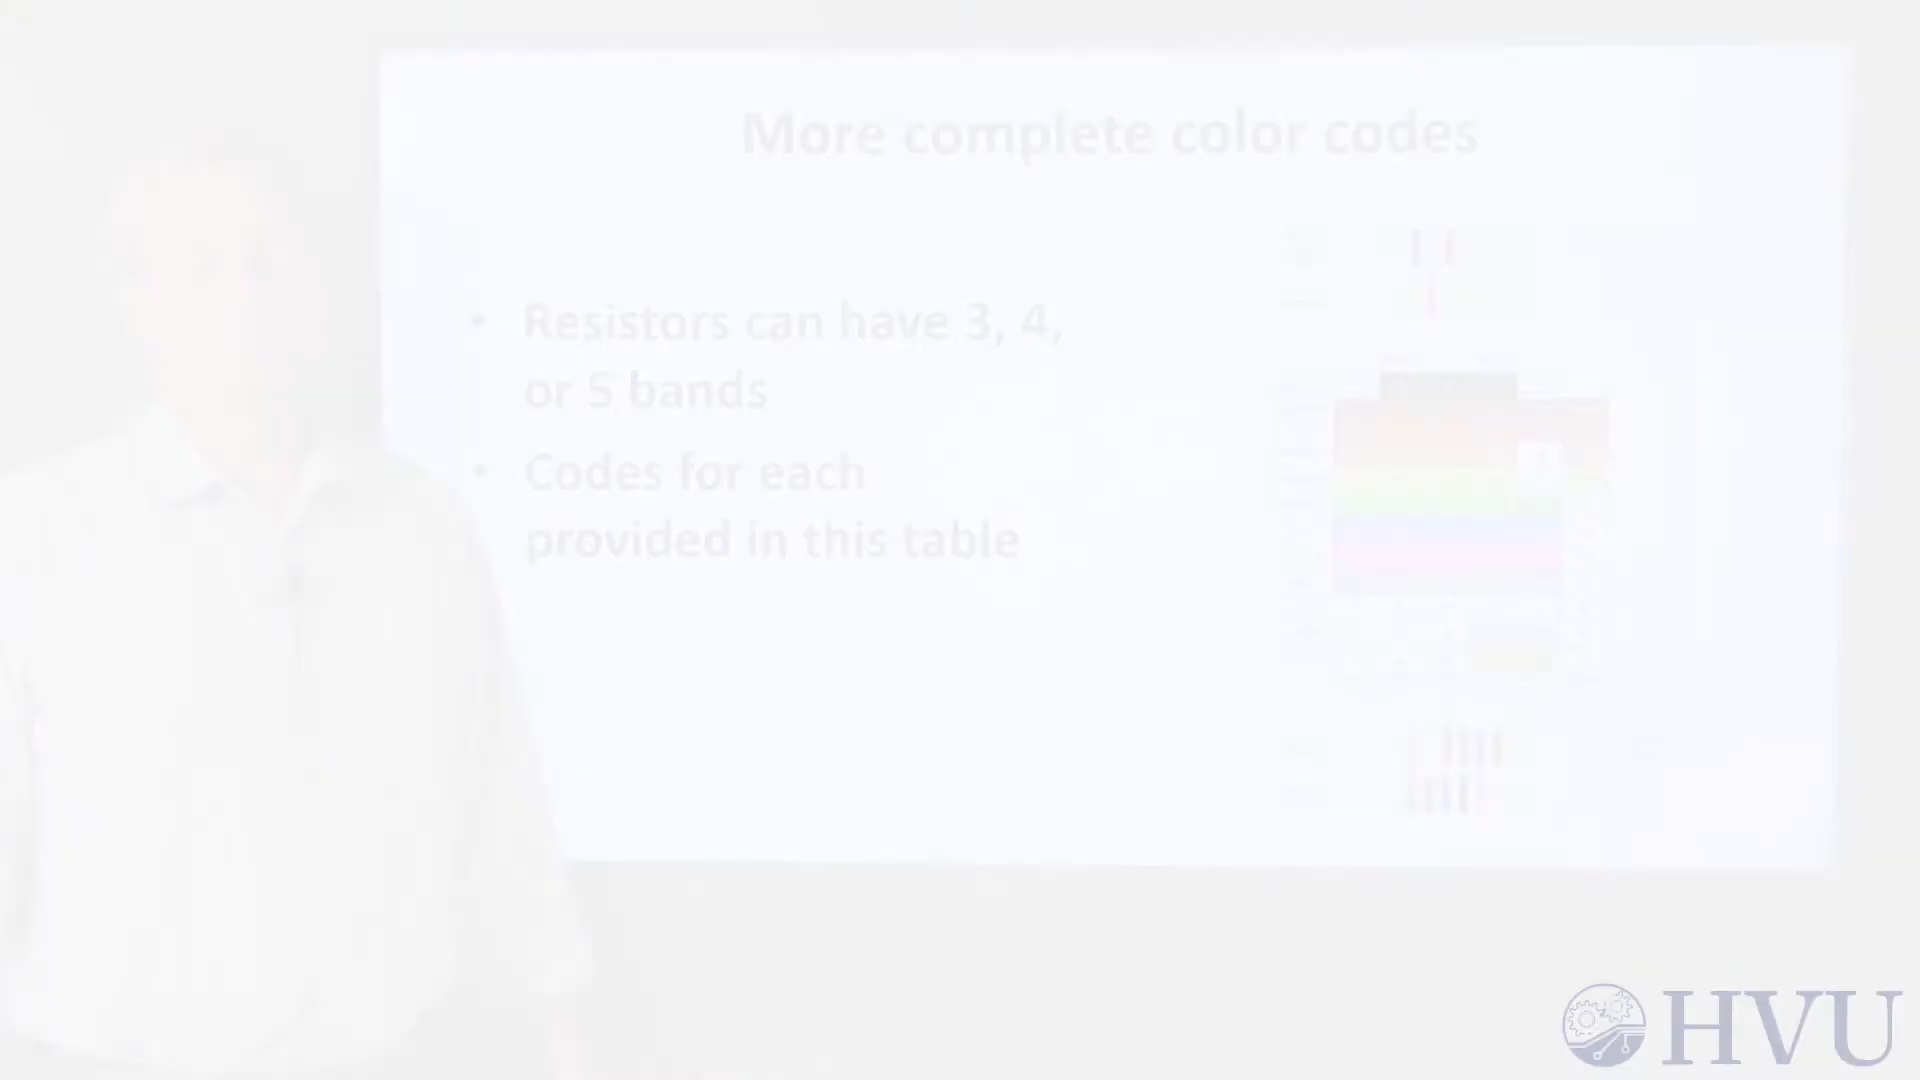 More complete color codes
• Resistors can have 3, 4,
or 5 bands
• Codes for each
provided in this table
HVU